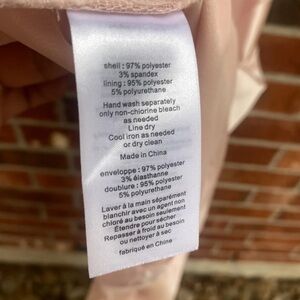 shell : 97% polyester
3% spandex
lining : 95% polyester
5% polyurethane
Hand wash separately
only non-chlorine bleach
as needed
Line dry
Cool iron as needed
or dry clean
Made in China
enveloppe : 97% polyester
3% élasthanne
doublure : 95% polyester
5% polyurethane
Laver à la main séparément
blanchir avec un agent non
chloré au besoin seulement
Étendre pour sécher
Repasser à froid au besoin
ou nettoyer à sec
fabriqué en Chine